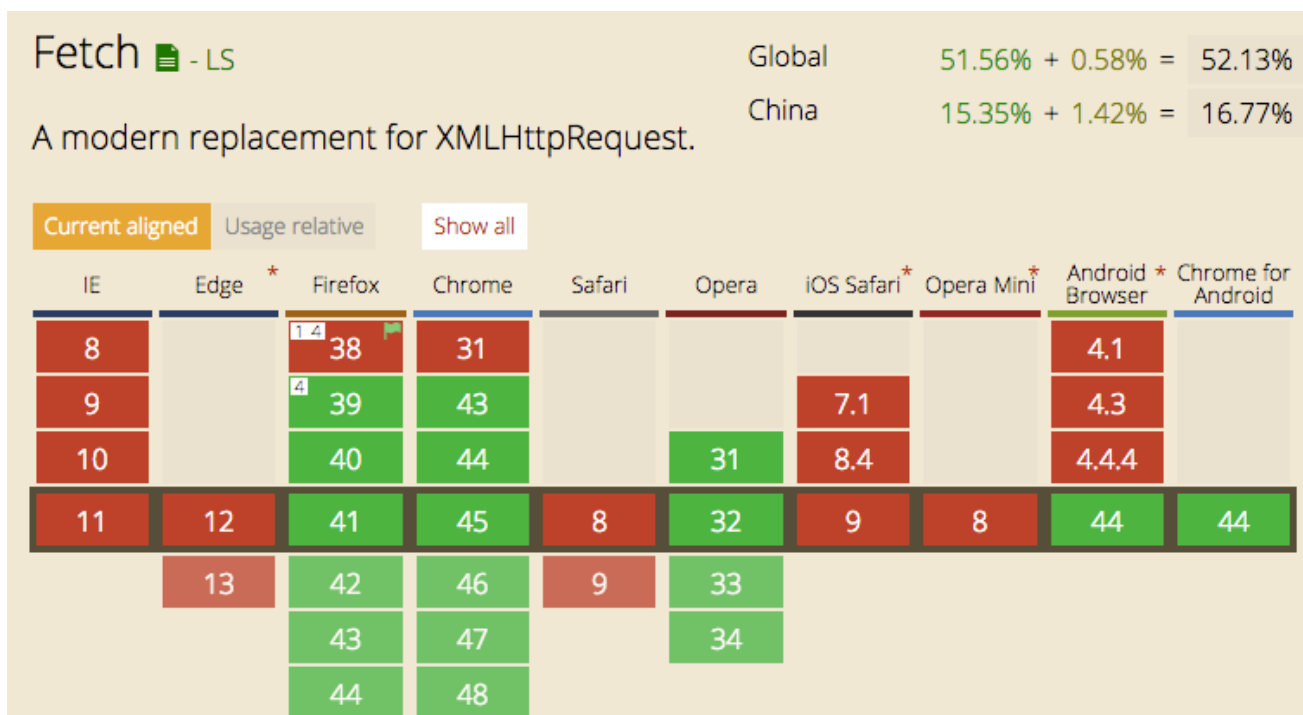 Fetch - LS
Global 51.56% + 0.58% = 52.13%
China 15.35% + 1.42% = 16.77%
A modern replacement for XMLHttpRequest.
Current aligned Usage relative Show all
IE Edge * Firefox Chrome Safari Opera iOS Safari* Opera Mini* Android Browser * Chrome for Android
8 1 4 38 31 4.1
9 4 39 43 7.1 4.3
10 40 44 31 8.4 4.4.4
11 12 41 45 8 32 9 8 44 44
13 42 46 9 33
43 47 34
44 48